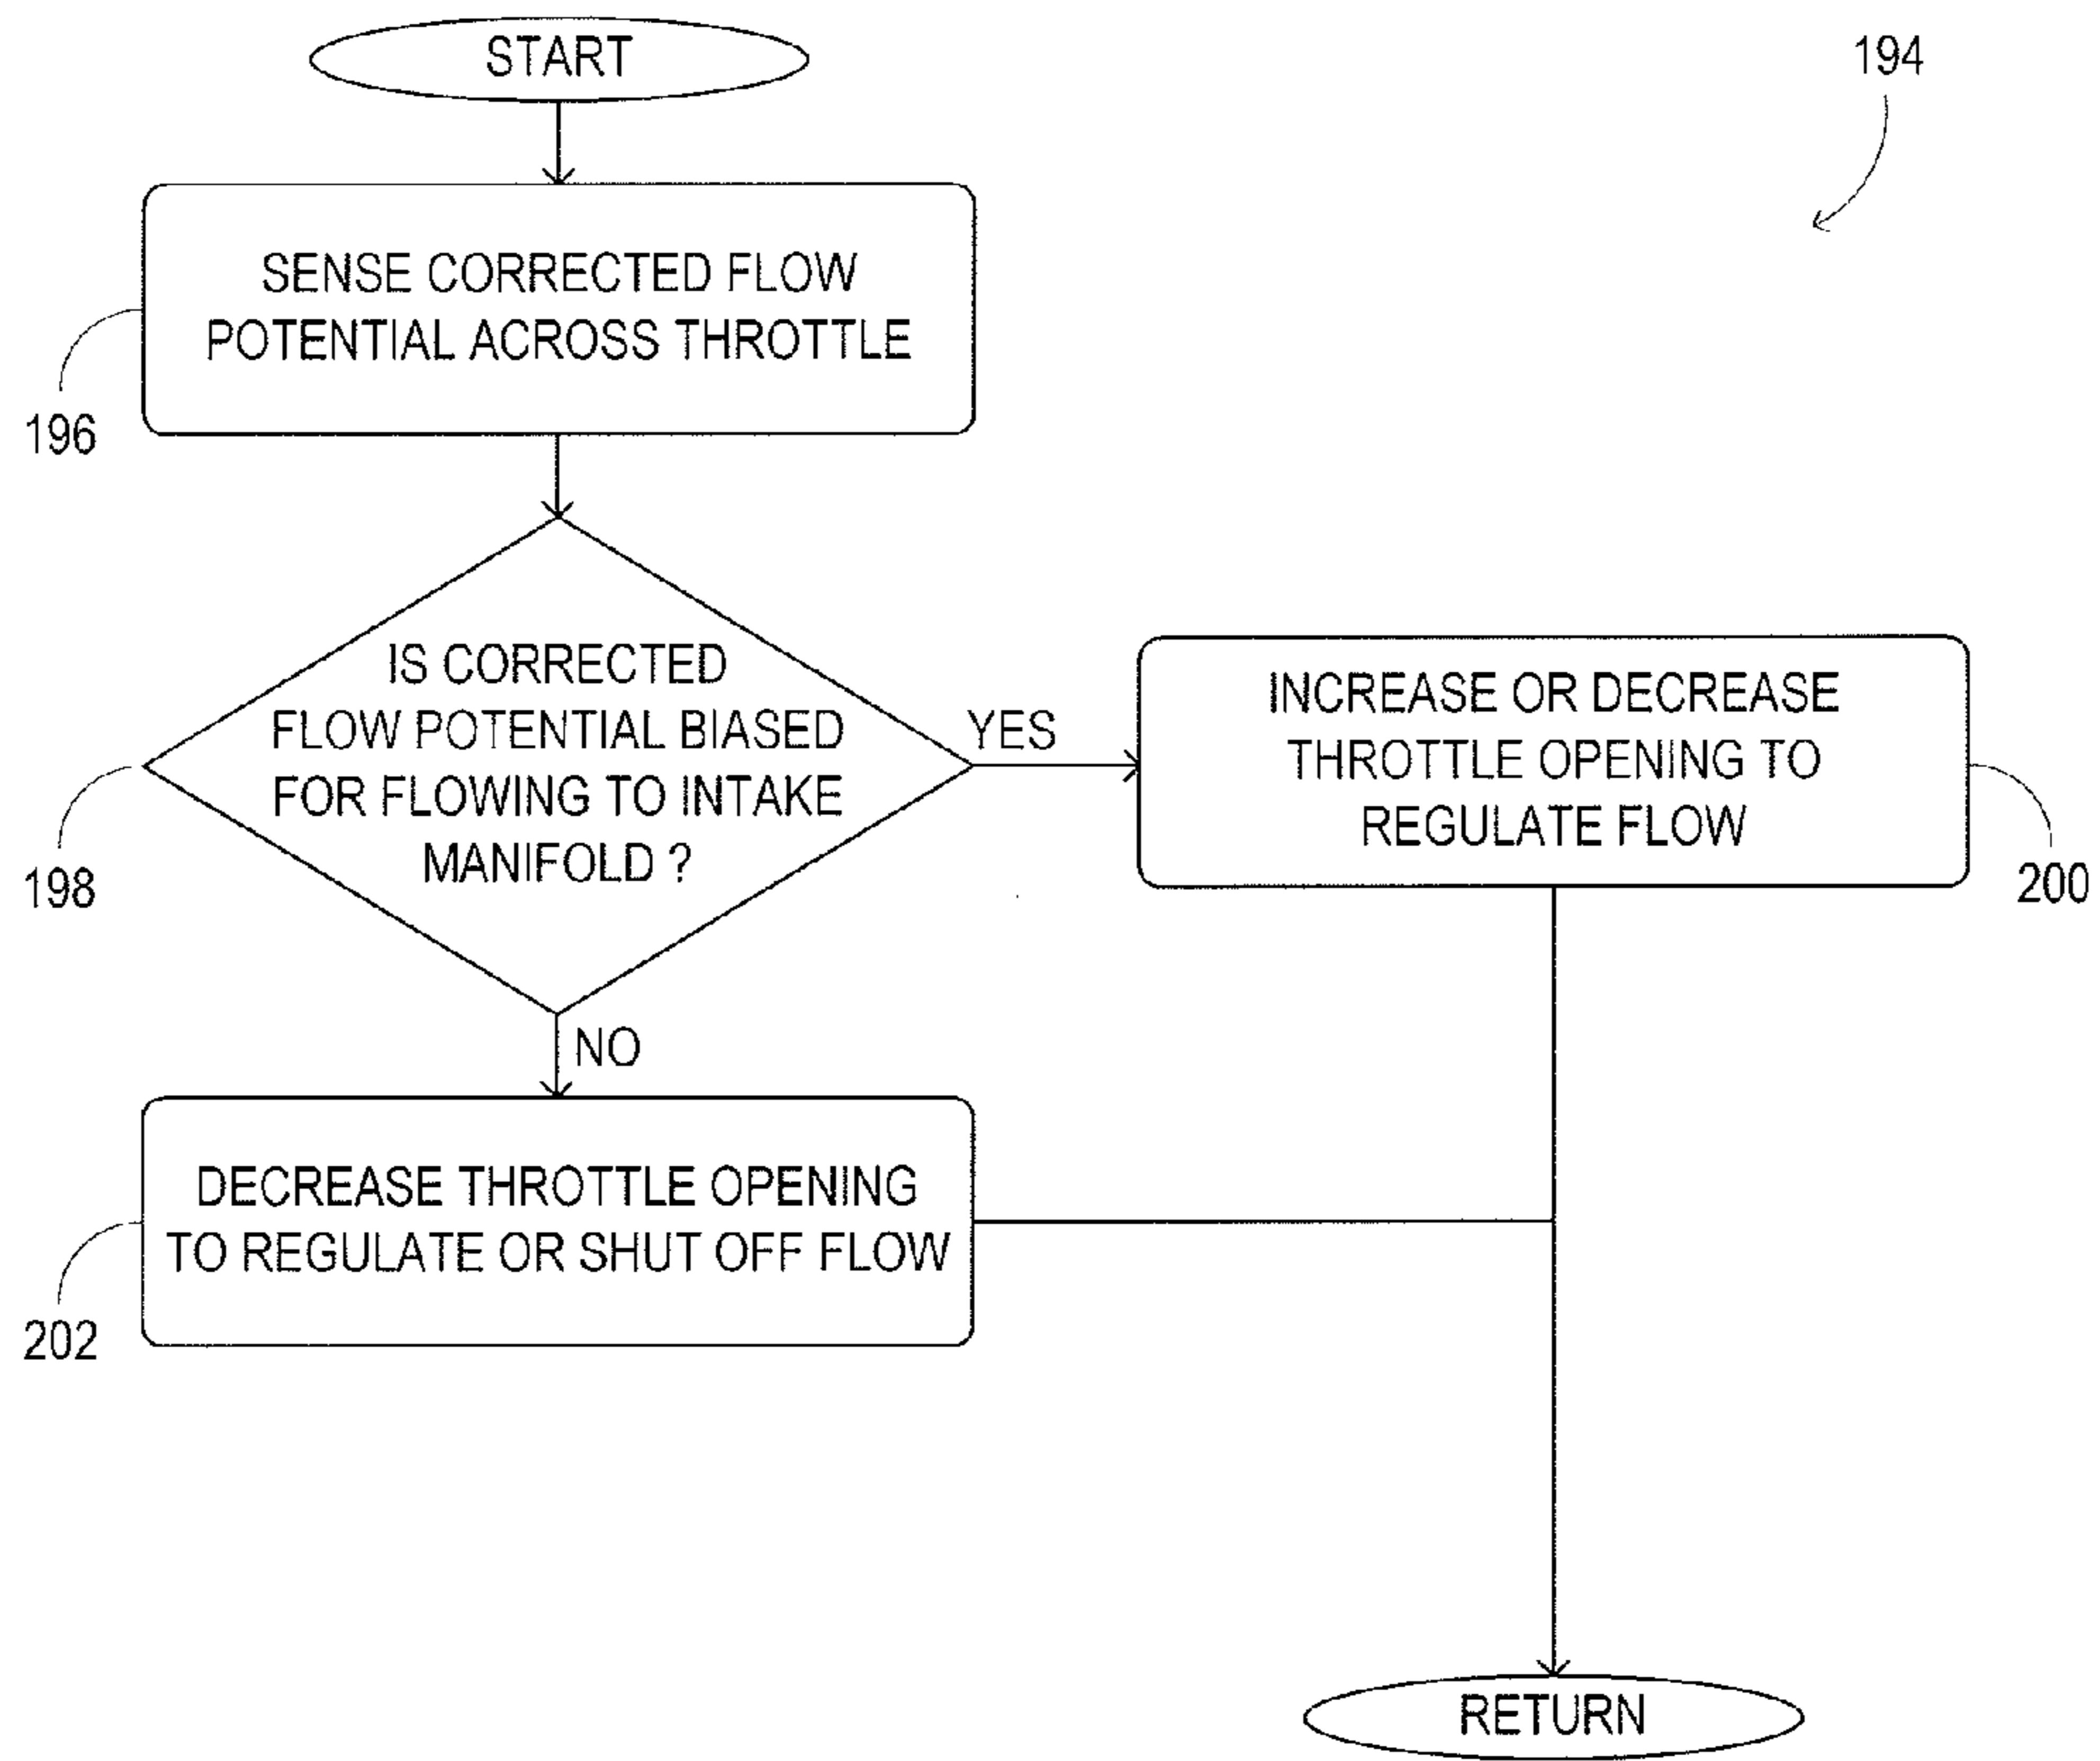 START
194
SENSE CORRECTED FLOW
POTENTIAL ACROSS THROTTLE
196
IS CORRECTED
FLOW POTENTIAL BIASED
FOR FLOWING TO INTAKE
MANIFOLD ?
198
YES
INCREASE OR DECREASE
THROTTLE OPENING TO
REGULATE FLOW
200
NO
DECREASE THROTTLE OPENING
TO REGULATE OR SHUT OFF FLOW
202
RETURN